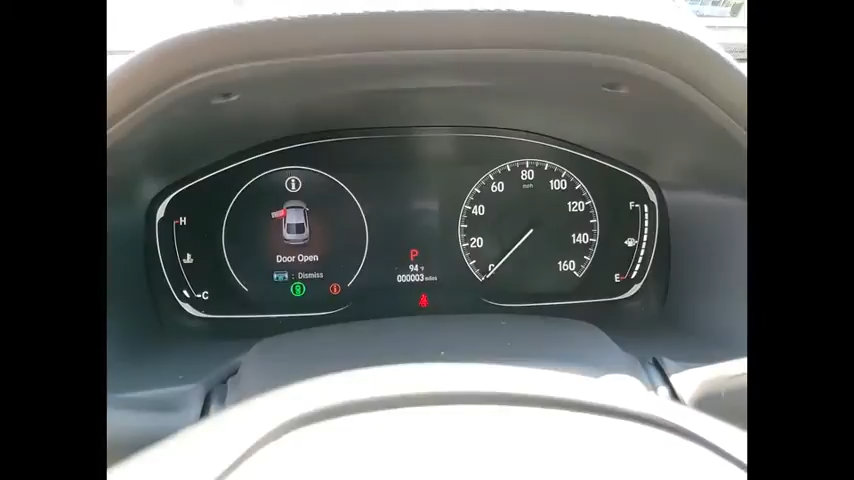 H
C
i
Door Open
: Dismiss
P
94 °F
000003 miles
0
20
40
60
80
100
120
140
160
mph
F
E